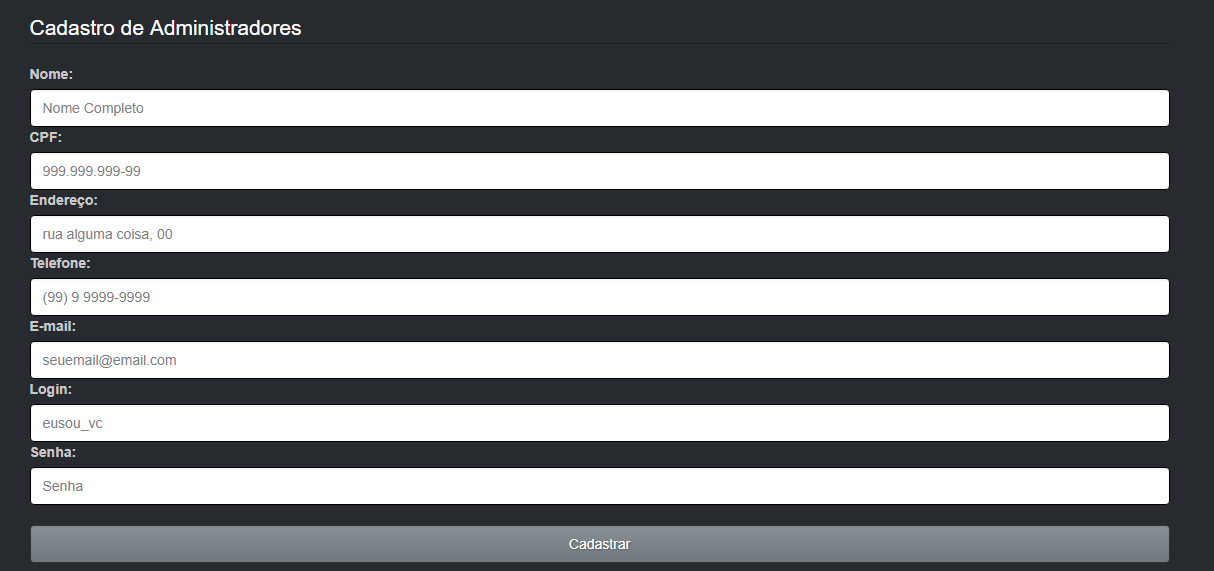 Cadastro de Administradores
Nome:
Nome Completo
CPF:
999.999.999-99
Endereço:
rua alguma coisa, 00
Telefone:
(99) 9 9999-9999
E-mail:
seuemail@email.com
Login:
eusou_vc
Senha:
Senha
Cadastrar